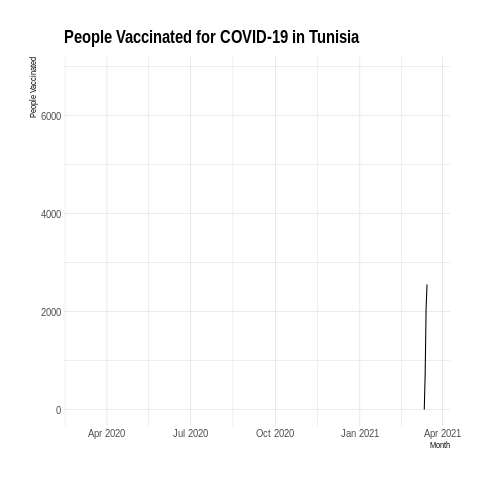 People Vaccinated for COVID-19 in Tunisia
People Vaccinated
6000
4000
2000
0
Apr 2020 Jul 2020 Oct 2020 Jan 2021 Apr 2021
Month